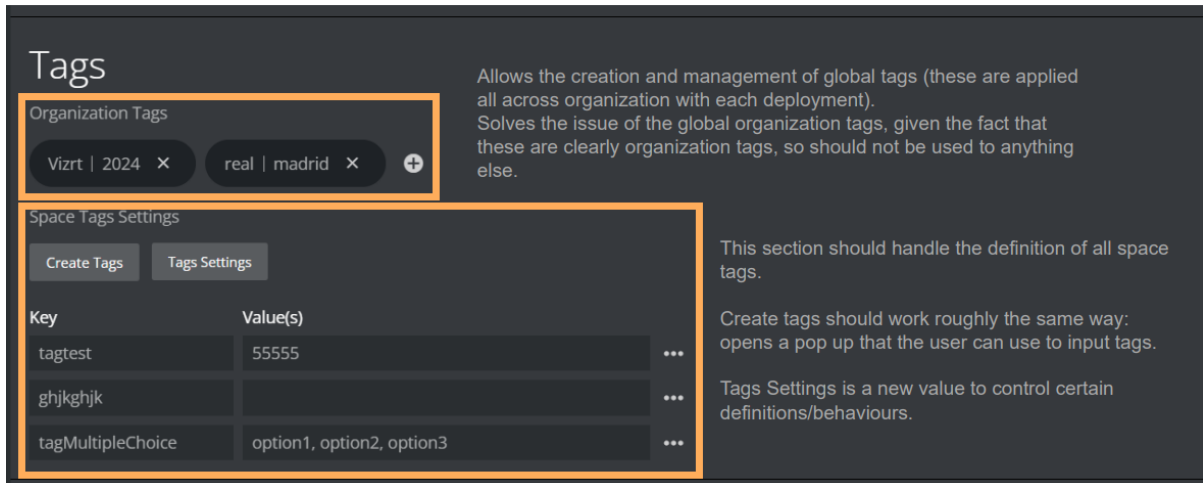 Tags
Organization Tags
Vizrt | 2024 ×
real | madrid ×
Allows the creation and management of global tags (these are applied
all across organization with each deployment).
Solves the issue of the global organization tags, given the fact that
these are clearly organization tags, so should not be used to anything
else.
Space Tags Settings
Create Tags
Tags Settings
Key
Value(s)
tagtest
55555
ghjkghjk
tagMultipleChoice
option1, option2, option3
This section should handle the definition of all space
tags.
Create tags should work roughly the same way:
opens a pop up that the user can use to input tags.
Tags Settings is a new value to control certain
definitions/behaviours.